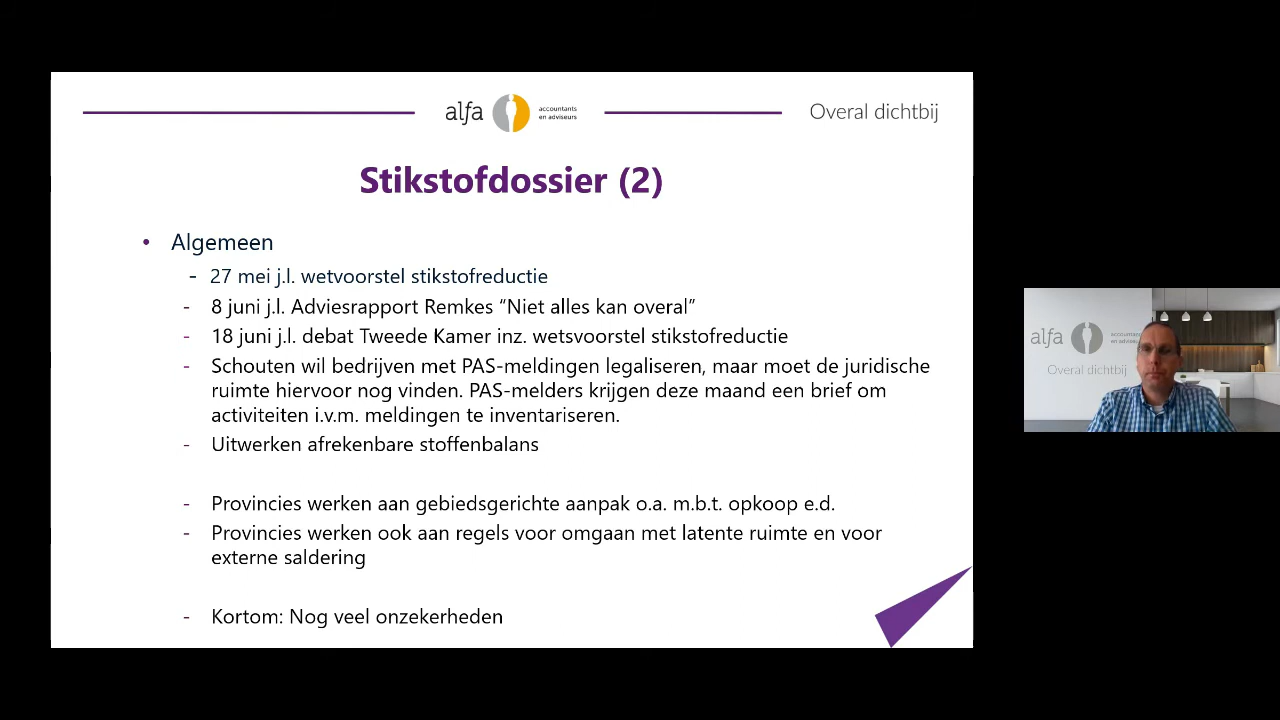 alfa
accountants
en adviseurs
Overal dichtbij
Stikstofdossier (2)
• Algemeen
- 27 mei j.l. wetvoorstel stikstofreductie
- 8 juni j.l. Adviesrapport Remkes “Niet alles kan overal”
- 18 juni j.l. debat Tweede Kamer inz. wetsvoorstel stikstofreductie
- Schouten wil bedrijven met PAS-meldingen legaliseren, maar moet de juridische
ruimte hiervoor nog vinden. PAS-melders krijgen deze maand een brief om
activiteiten i.v.m. meldingen te inventariseren.
- Uitwerken afrekenbare stoffenbalans
- Provincies werken aan gebiedsgerichte aanpak o.a. m.b.t. opkoop e.d.
- Provincies werken ook aan regels voor omgaan met latente ruimte en voor
externe saldering
- Kortom: Nog veel onzekerheden
alfa
Overal dichtbij